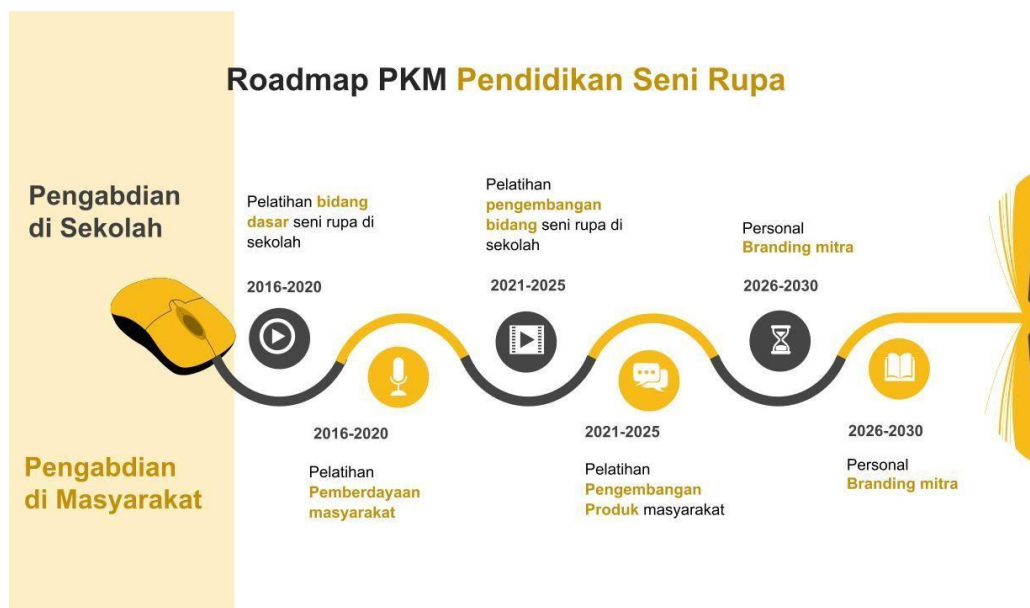 Roadmap PKM Pendidikan Seni Rupa
Pengabdian
di Sekolah
Pelatihan bidang
dasar seni rupa di
sekolah
2016-2020
Pelatihan
pengembangan
bidang seni rupa di
sekolah
2021-2025
Personal
Branding mitra
2026-2030
Pengabdian
di Masyarakat
2016-2020
Pelatihan
Pemberdayaan
masyarakat
2021-2025
Pelatihan
Pengembangan
Produk masyarakat
2026-2030
Personal
Branding mitra